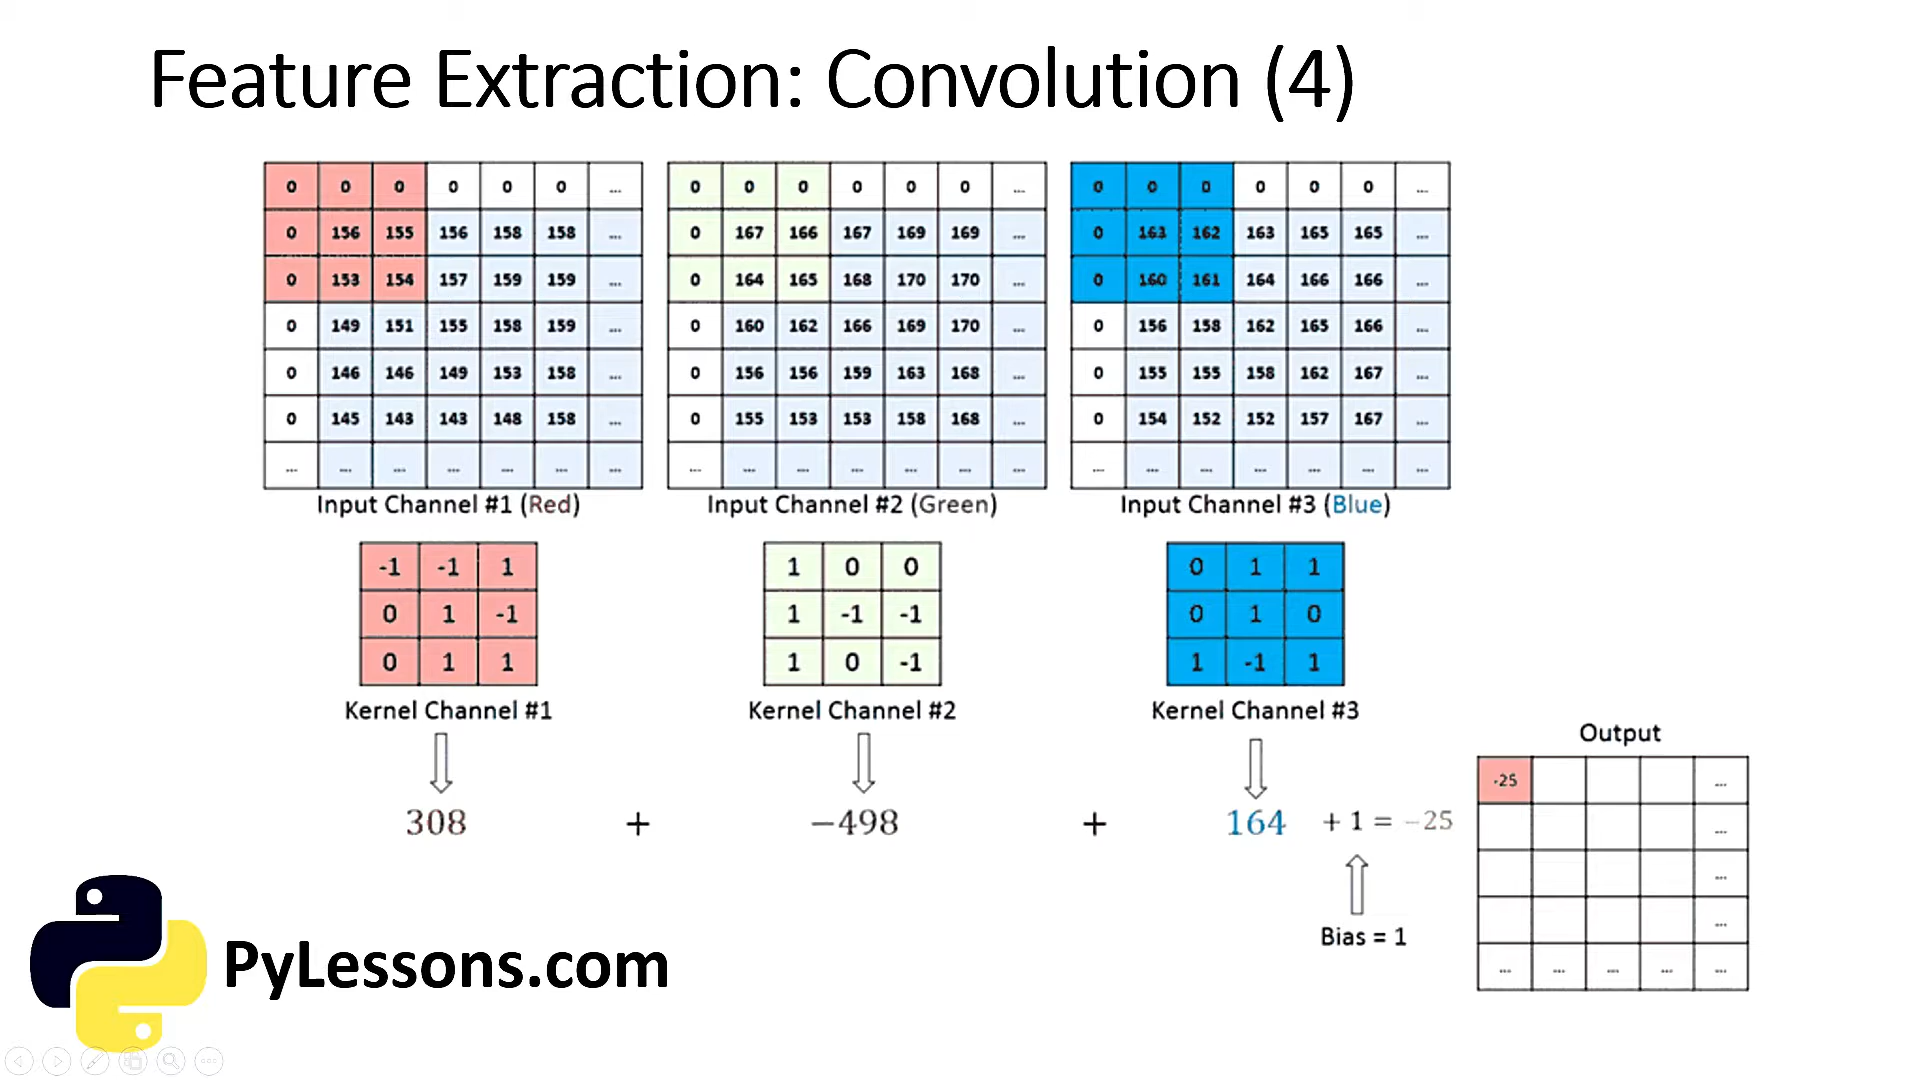 Feature Extraction: Convolution (4)
0 0 0 0 0 0 ...
0 156 155 156 158 158 ...
0 153 154 157 159 159 ...
0 149 151 155 158 159 ...
0 146 146 149 153 158 ...
0 145 143 143 148 158 ...
... ... ... ... ... ... ...
Input Channel #1 (Red)
0 0 0 0 0 0 ...
0 167 166 167 169 169 ...
0 164 165 168 170 170 ...
0 160 162 166 169 170 ...
0 156 156 159 163 168 ...
0 155 153 153 158 168 ...
... ... ... ... ... ... ...
Input Channel #2 (Green)
0 0 0 0 0 0 ...
0 163 162 163 165 165 ...
0 160 161 164 166 166 ...
0 156 158 162 165 166 ...
0 155 155 158 162 167 ...
0 154 152 152 157 167 ...
... ... ... ... ... ... ...
Input Channel #3 (Blue)
-1 -1 1
0 1 -1
0 1 1
Kernel Channel #1
1 0 0
1 -1 -1
1 0 -1
Kernel Channel #2
0 1 1
0 1 0
1 -1 1
Kernel Channel #3
308 + −498 + 164 + 1 = −25
Bias = 1
Output
-25 ...
...
...
...
... ... ... ... ...
PyLessons.com